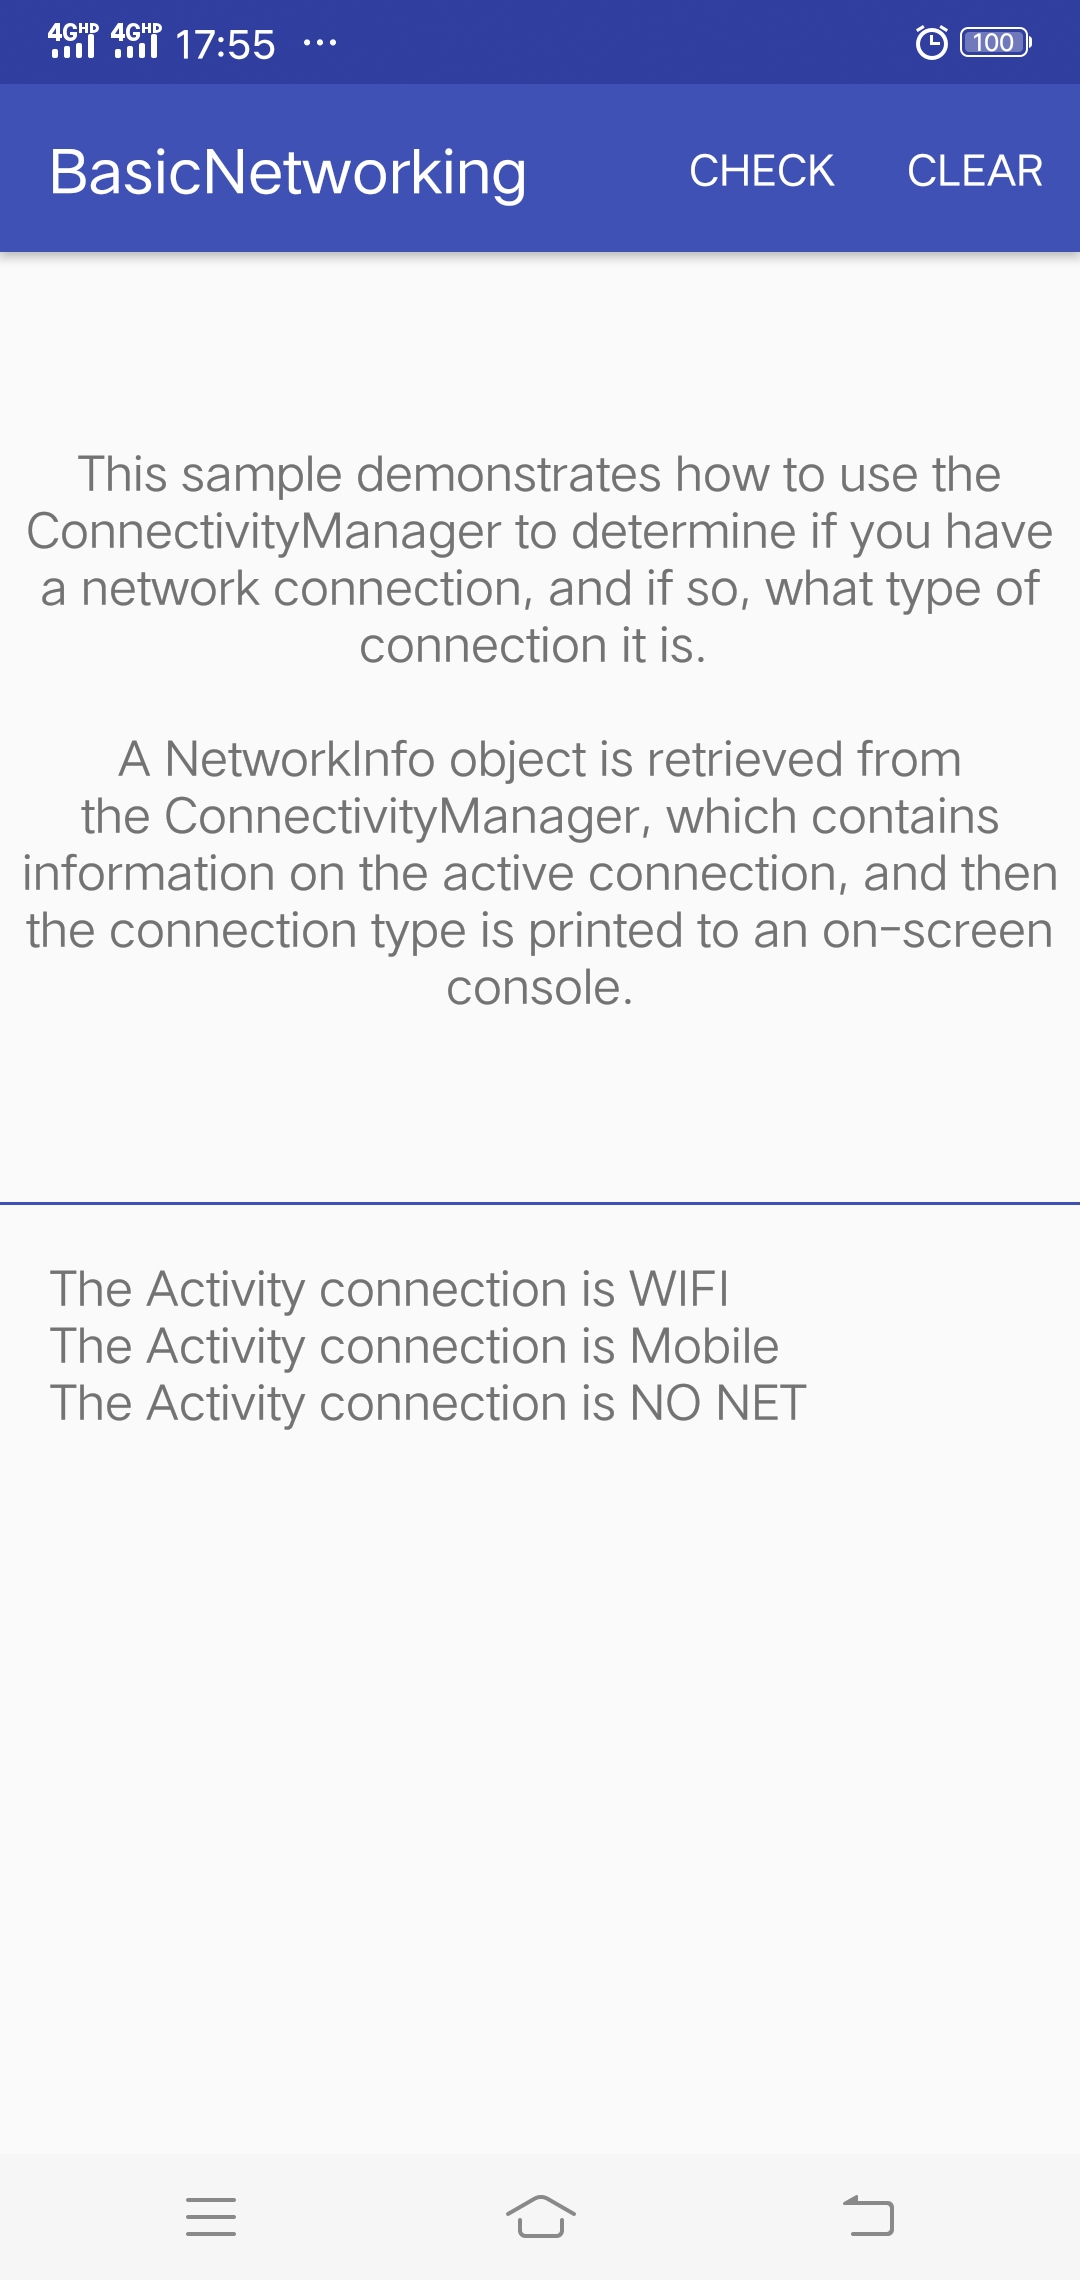 4GHD 4GHD 17:55 ... 100
BasicNetworking CHECK CLEAR
This sample demonstrates how to use the
ConnectivityManager to determine if you have
a network connection, and if so, what type of
connection it is.
A NetworkInfo object is retrieved from
the ConnectivityManager, which contains
information on the active connection, and then
the connection type is printed to an on-screen
console.
The Activity connection is WIFI
The Activity connection is Mobile
The Activity connection is NO NET